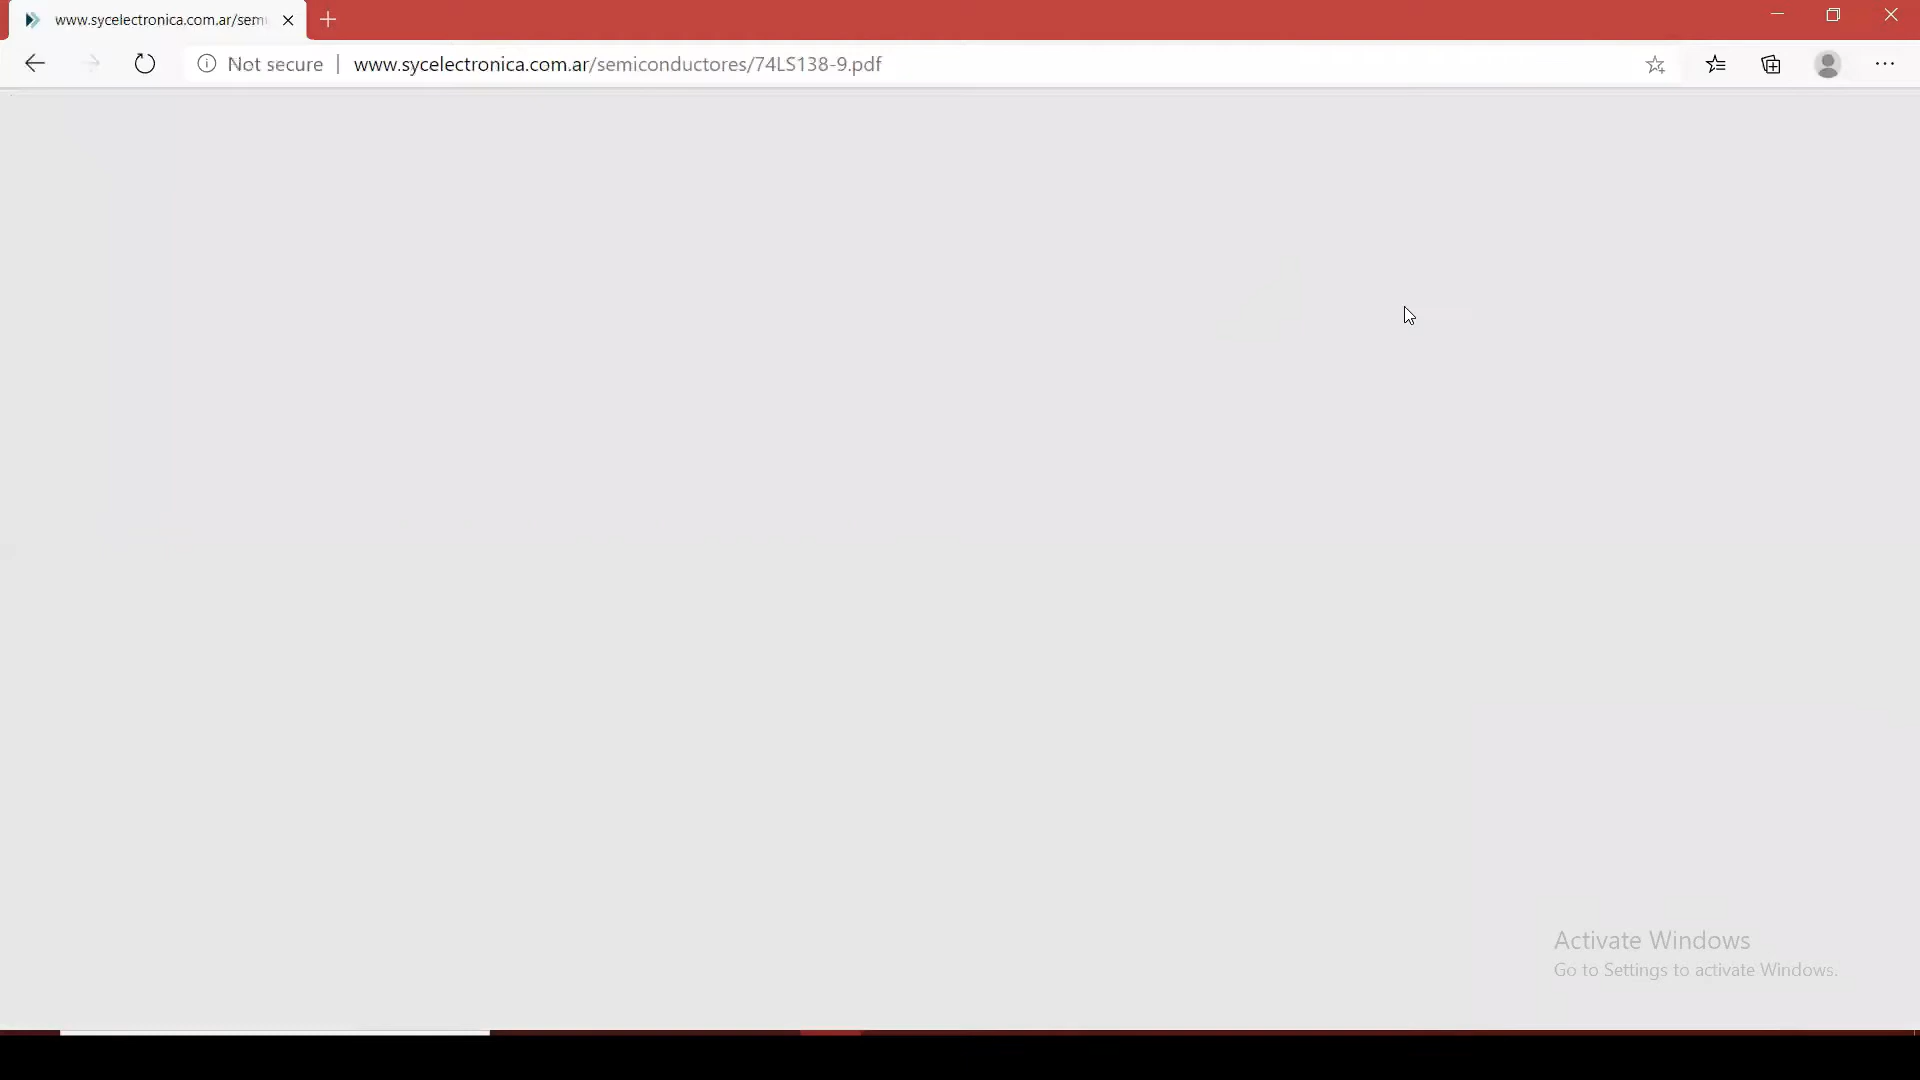 www.sycelectronica.com.ar/sem
Not secure
www.sycelectronica.com.ar/semiconductores/74LS138-9.pdf
Activate Windows
Go to Settings to activate Windows.